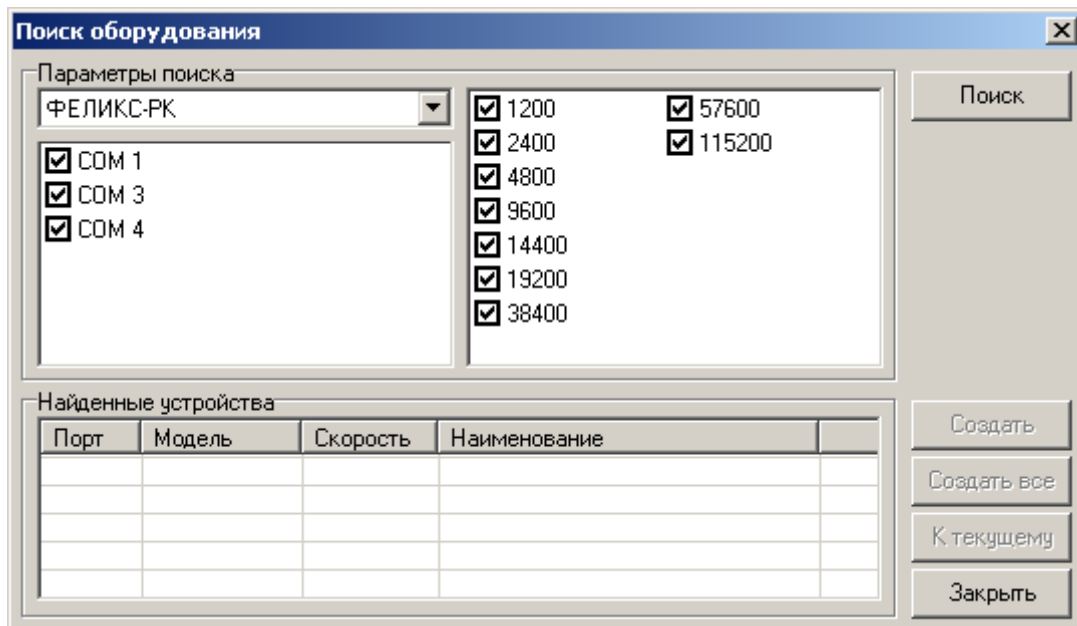 Поиск оборудования
Параметры поиска
ФЕЛИКС-РК
COM 1
COM 3
COM 4
1200
2400
4800
9600
14400
19200
38400
57600
115200
Поиск
Найденные устройства
Порт Модель Скорость Наименование
Создать
Создать все
К текущему
Закрыть